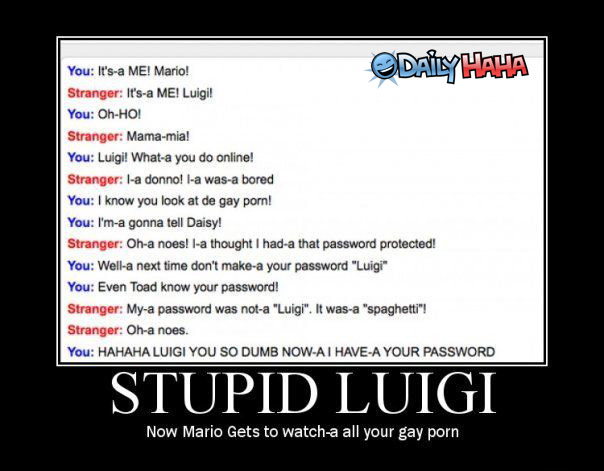 DAILY HAHA
You: It's-a ME! Mario!
Stranger: It's-a ME! Luigi!
You: Oh-HO!
Stranger: Mama-mia!
You: Luigi! What-a you do online!
Stranger: I-a donno! I-a was-a bored
You: I know you look at de gay porn!
You: I'm-a gonna tell Daisy!
Stranger: Oh-a noes! I-a thought I had-a that password protected!
You: Well-a next time don't make-a your password "Luigi"
You: Even Toad know your password!
Stranger: My-a password was not-a "Luigi". It was-a "spaghetti"!
Stranger: Oh-a noes.
You: HAHAHA LUIGI YOU SO DUMB NOW-A I HAVE-A YOUR PASSWORD
STUPID LUIGI
Now Mario Gets to watch-a all your gay porn